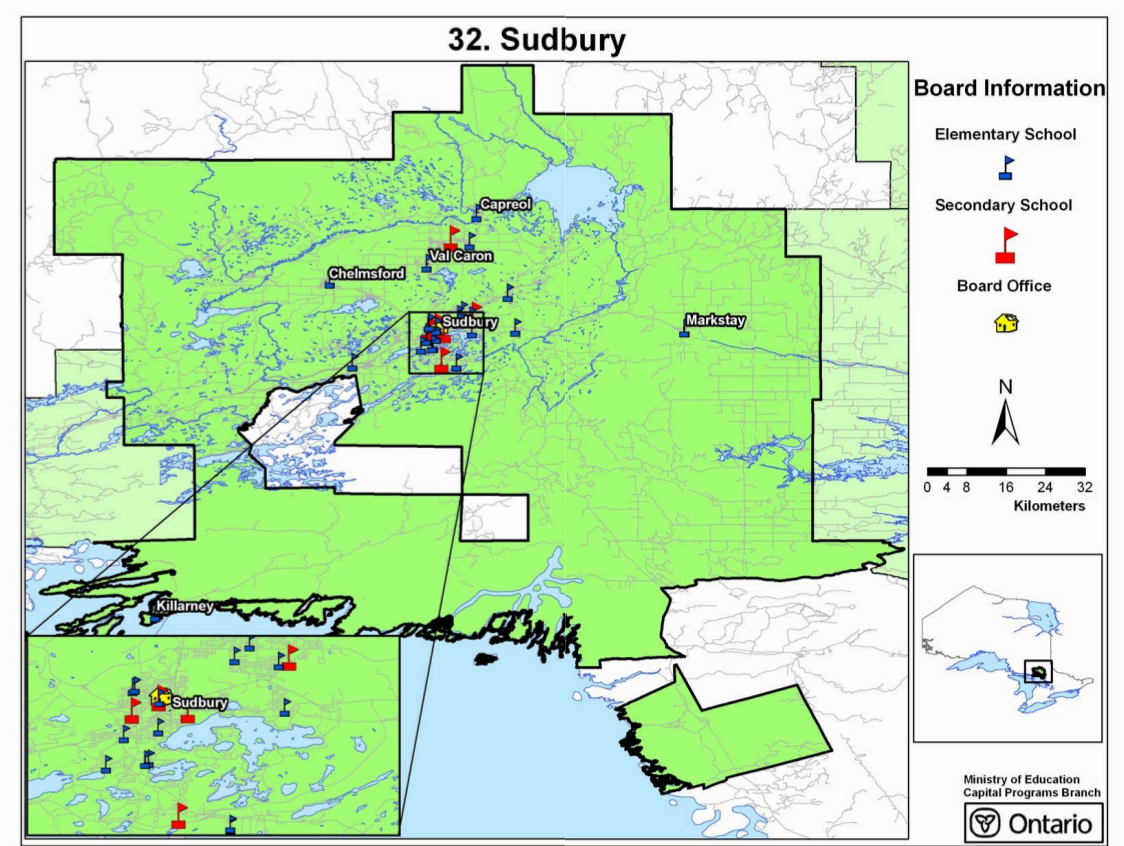 32. Sudbury
Board Information
Elementary School
Secondary School
Board Office
N
0 4 8 16 24 32
Kilometers
Capreol
Val Caron
Chelmsford
Sudbury
Markstay
Killarney
Sudbury
Ministry of Education
Capital Programs Branch
Ontario